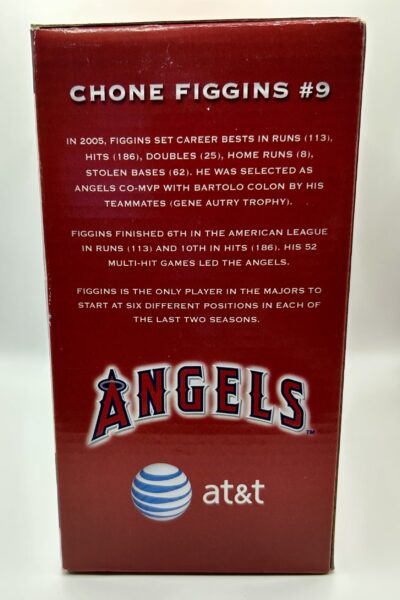 CHONE FIGGINS #9
IN 2005, FIGGINS SET CAREER BESTS IN RUNS (113),
HITS (186), DOUBLES (25), HOME RUNS (8),
STOLEN BASES (62). HE WAS SELECTED AS
ANGELS CO-MVP WITH BARTOLO COLON BY HIS
TEAMMATES (GENE AUTRY TROPHY).
FIGGINS FINISHED 6TH IN THE AMERICAN LEAGUE
IN RUNS (113) AND 10TH IN HITS (186). HIS 52
MULTI-HIT GAMES LED THE ANGELS.
FIGGINS IS THE ONLY PLAYER IN THE MAJORS TO
START AT SIX DIFFERENT POSITIONS IN EACH OF
THE LAST TWO SEASONS.
ANGELS™
at&t